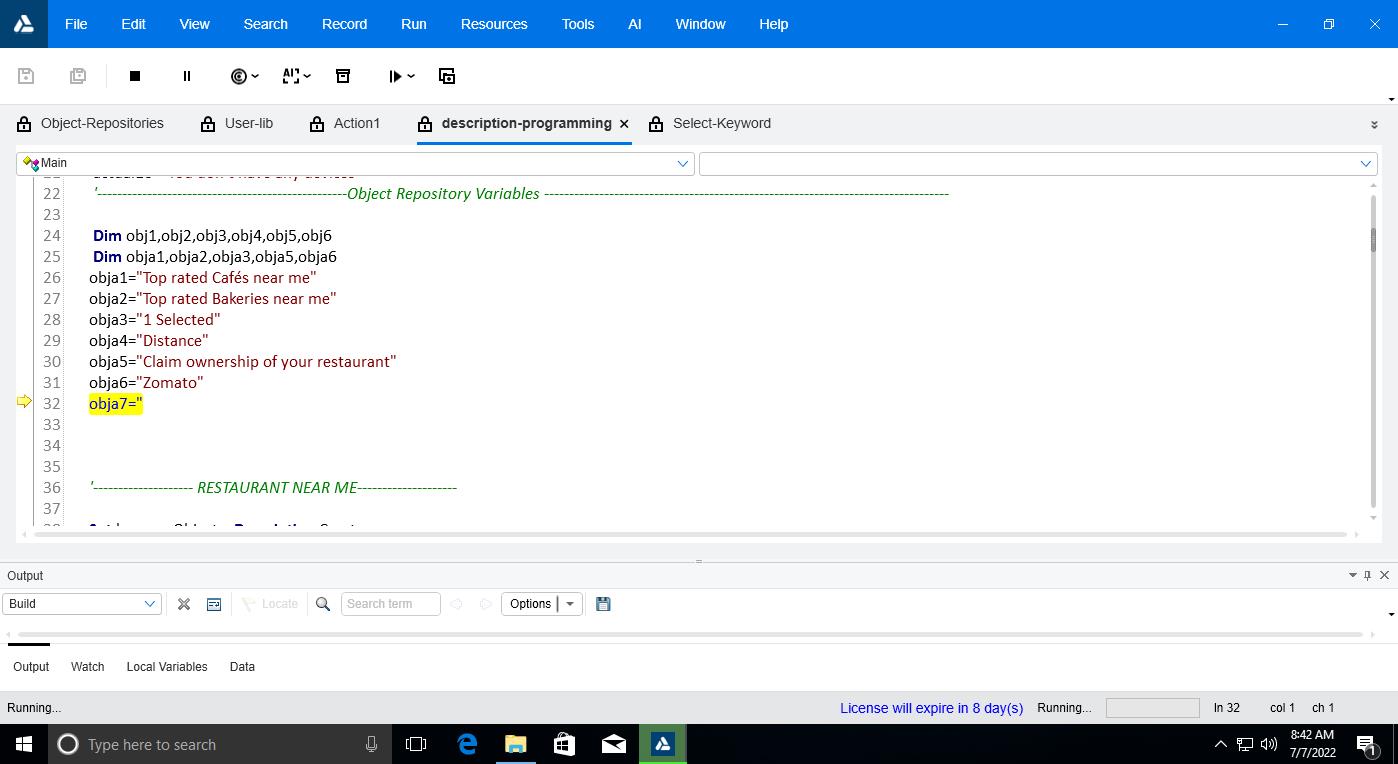 File Edit View Search Record Run Resources Tools AI Window Help
Object-Repositories User-lib Action1 description-programming Select-Keyword
Main
22 '--------------------------------------------------Object Repository Variables ---------------------------------------------------------------------------------
23
24 Dim obj1,obj2,obj3,obj4,obj5,obj6
25 Dim obja1,obja2,obja3,obja5,obja6
26 obja1="Top rated Cafés near me"
27 obja2="Top rated Bakeries near me"
28 obja3="1 Selected"
29 obja4="Distance"
30 obja5="Claim ownership of your restaurant"
31 obja6="Zomato"
32 obja7="
33
34
35
36 '-------------------- RESTAURANT NEAR ME--------------------
37
Output
Build Locate Search term Options
Output Watch Local Variables Data
Running... License will expire in 8 day(s) Running... ln 32 col 1 ch 1
Type here to search
8:42 AM
7/7/2022
1